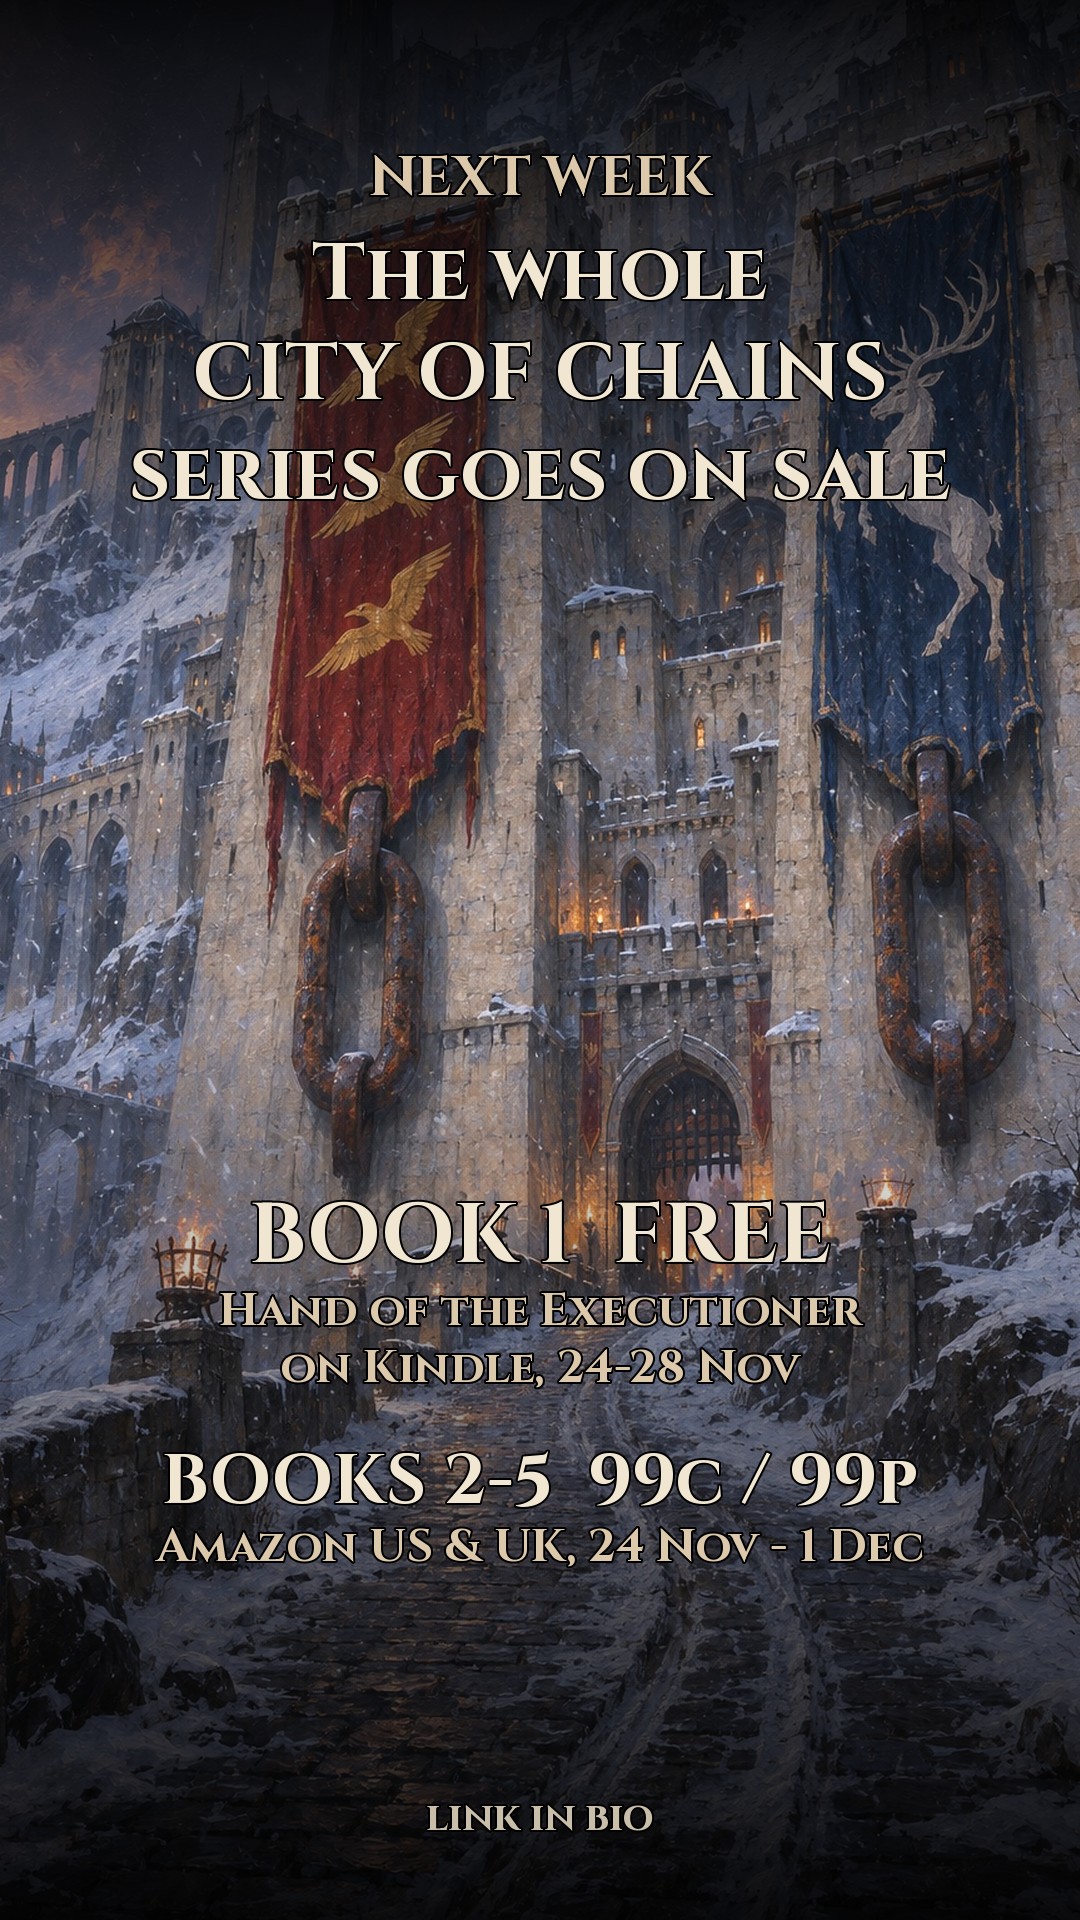 NEXT WEEK
The whole
CITY OF CHAINS
SERIES GOES ON SALE
BOOK 1 FREE
Hand of the Executioner
on Kindle, 24-28 Nov
BOOKS 2-5 99c / 99p
Amazon US & UK, 24 Nov - 1 Dec
LINK IN BIO